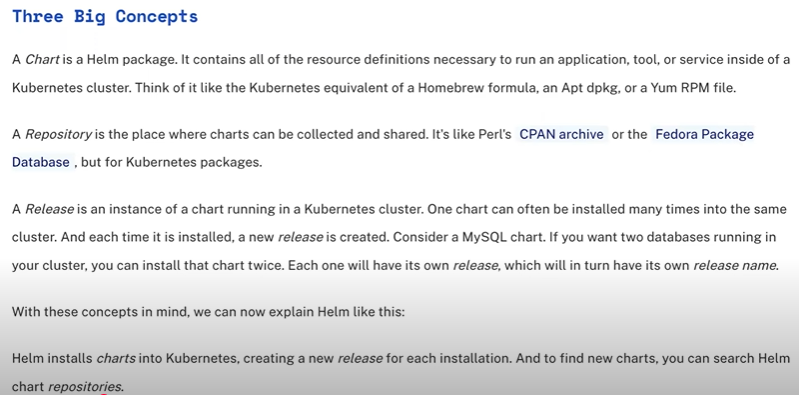 Three Big Concepts
A Chart is a Helm package. It contains all of the resource definitions necessary to run an application, tool, or service inside of a
Kubernetes cluster. Think of it like the Kubernetes equivalent of a Homebrew formula, an Apt dpkg, or a Yum RPM file.
A Repository is the place where charts can be collected and shared. It's like Perl's CPAN archive or the Fedora Package
Database , but for Kubernetes packages.
A Release is an instance of a chart running in a Kubernetes cluster. One chart can often be installed many times into the same
cluster. And each time it is installed, a new release is created. Consider a MySQL chart. If you want two databases running in
your cluster, you can install that chart twice. Each one will have its own release, which will in turn have its own release name.
With these concepts in mind, we can now explain Helm like this:
Helm installs charts into Kubernetes, creating a new release for each installation. And to find new charts, you can search Helm
chart repositories.